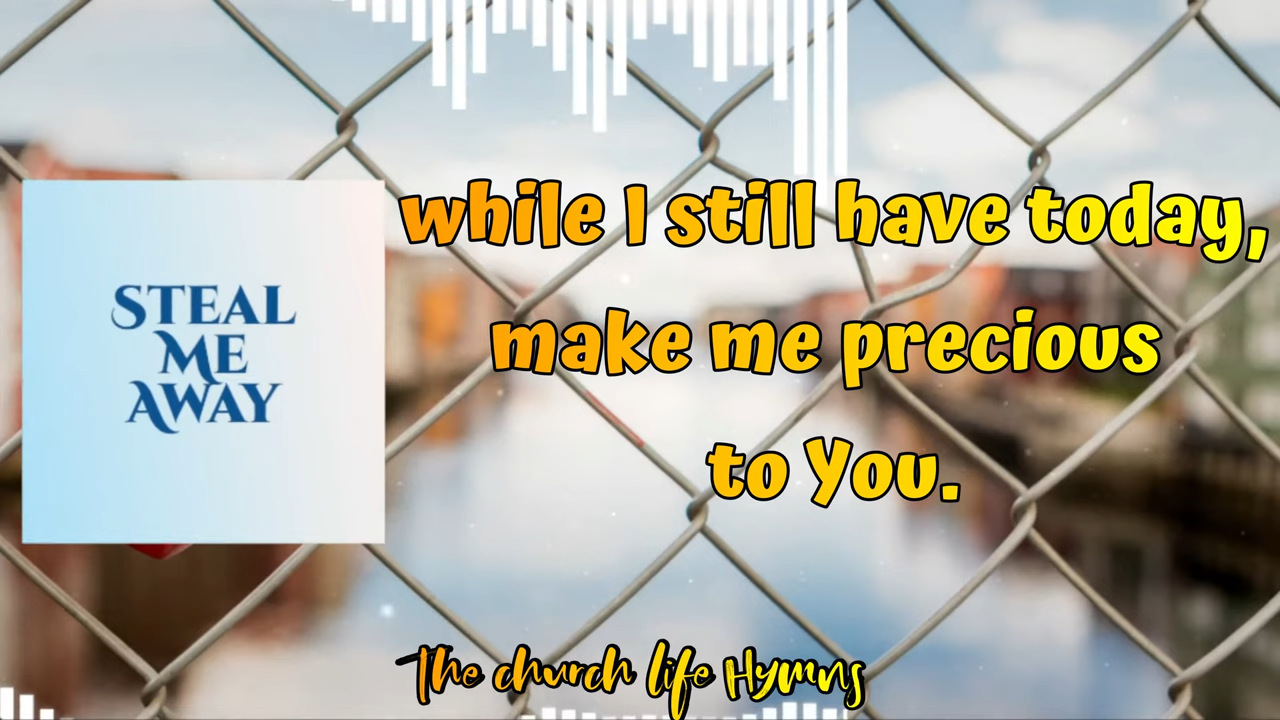 STEAL
ME
AWAY
while I still have today,
make me precious
to You.
The church life Hymns